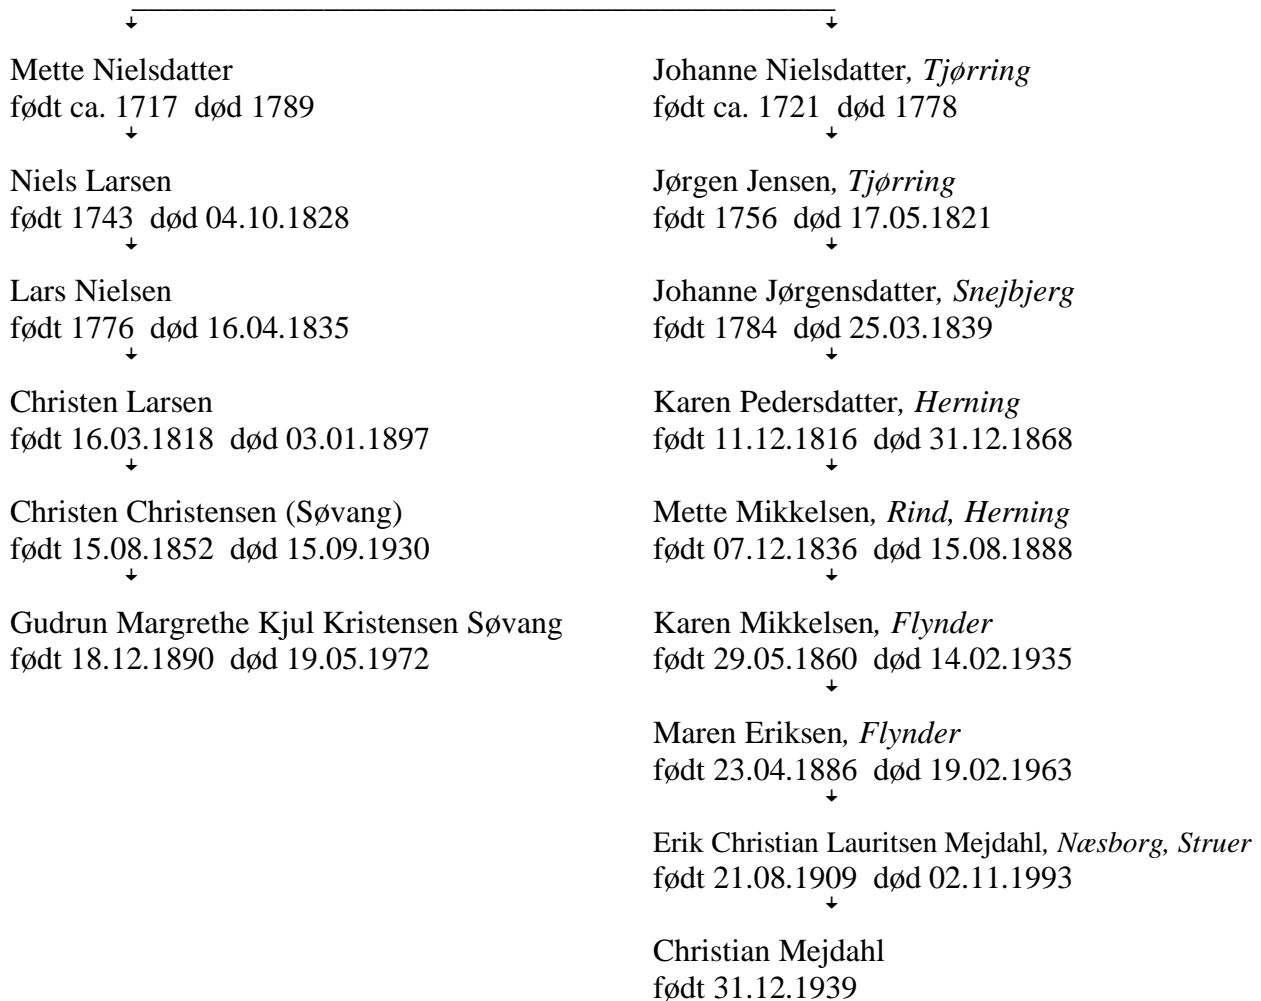 Mette Nielsdatter
født ca. 1717 død 1789
Niels Larsen
født 1743 død 04.10.1828
Lars Nielsen
født 1776 død 16.04.1835
Christen Larsen
født 16.03.1818 død 03.01.1897
Christen Christensen (Søvang)
født 15.08.1852 død 15.09.1930
Gudrun Margrethe Kjul Kristensen Søvang
født 18.12.1890 død 19.05.1972
Johanne Nielsdatter, Tjørring
født ca. 1721 død 1778
Jørgen Jensen, Tjørring
født 1756 død 17.05.1821
Johanne Jørgensdatter, Snejbjerg
født 1784 død 25.03.1839
Karen Pedersdatter, Herning
født 11.12.1816 død 31.12.1868
Mette Mikkelsen, Rind, Herning
født 07.12.1836 død 15.08.1888
Karen Mikkelsen, Flynder
født 29.05.1860 død 14.02.1935
Maren Eriksen, Flynder
født 23.04.1886 død 19.02.1963
Erik Christian Lauritsen Mejdahl, Næsborg, Struer
født 21.08.1909 død 02.11.1993
Christian Mejdahl
født 31.12.1939